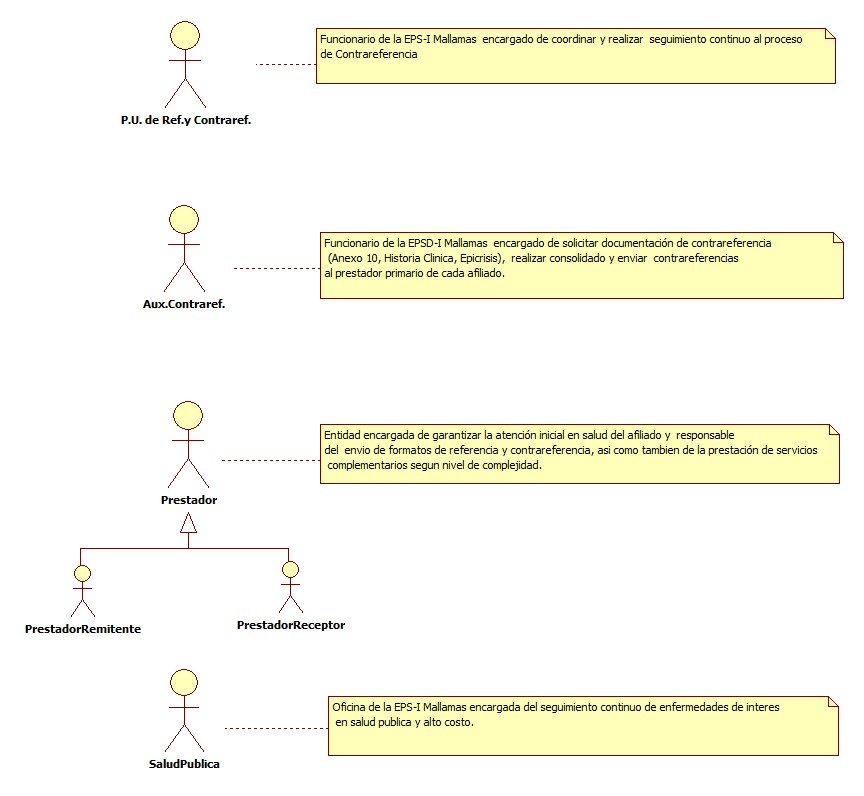 Funcionario de la EPS-I Mallamas encargado de coordinar y realizar seguimiento continuo al proceso
de Contrareferencia
P.U. de Ref.y Contraref.
Funcionario de la EPSD-I Mallamas encargado de solicitar documentación de contrareferencia
(Anexo 10, Historia Clinica, Epicrisis), realizar consolidado y enviar contrareferencias
al prestador primario de cada afiliado.
Aux.Contraref.
Entidad encargada de garantizar la atención inicial en salud del afiliado y responsable
del envio de formatos de referencia y contrareferencia, asi como tambien de la prestación de servicios
complementarios segun nivel de complejidad.
Prestador
PrestadorRemitente
PrestadorReceptor
Oficina de la EPS-I Mallamas encargada del seguimiento continuo de enfermedades de interes
en salud publica y alto costo.
SaludPublica